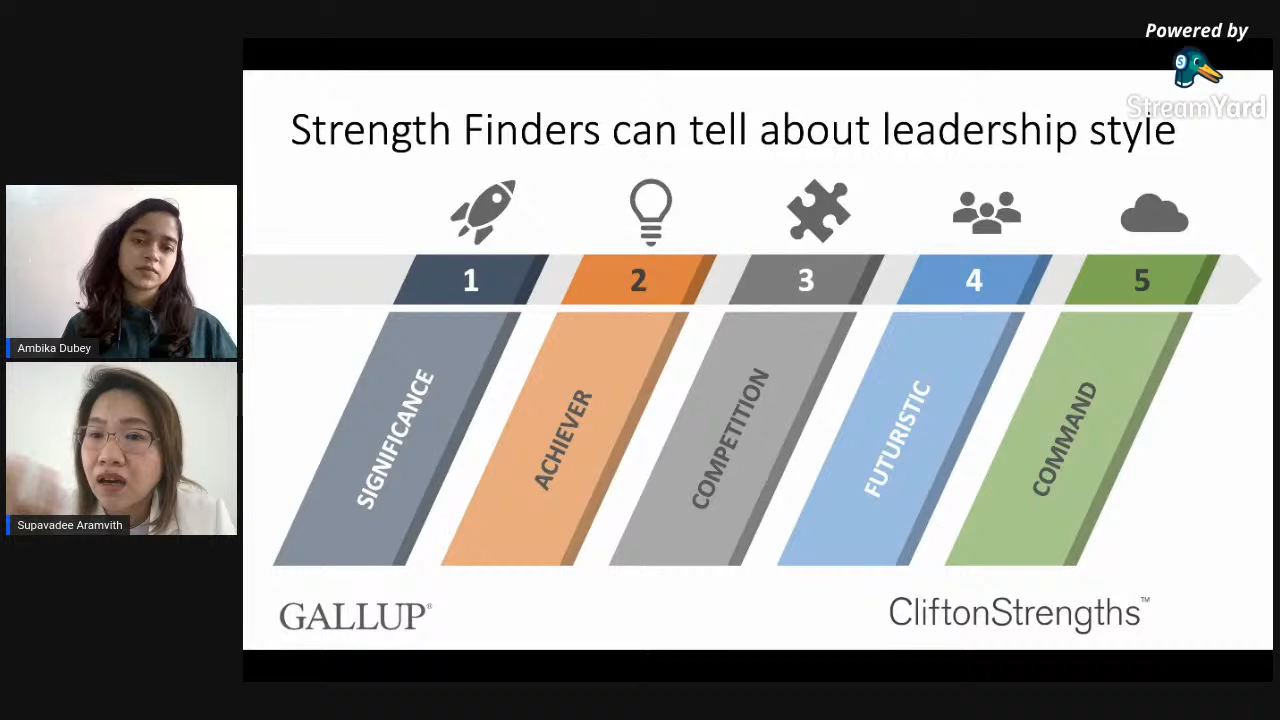 Powered by
StreamYard
Strength Finders can tell about leadership style
1
2
3
4
5
SIGNIFICANCE
ACHIEVER
COMPETITION
FUTURISTIC
COMMAND
GALLUP®
CliftonStrengths™
Ambika Dubey
Supavadee Aramvith